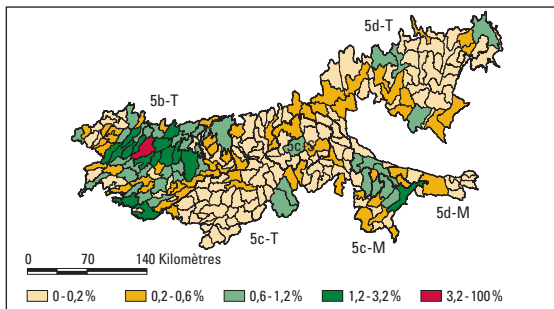 5d-T
5b-T
5c-S
5d-M
5c-T
5c-M
0 70 140 Kilomètres
0-0,2% 0,2-0,6% 0,6-1,2% 1,2-3,2% 3,2-100%